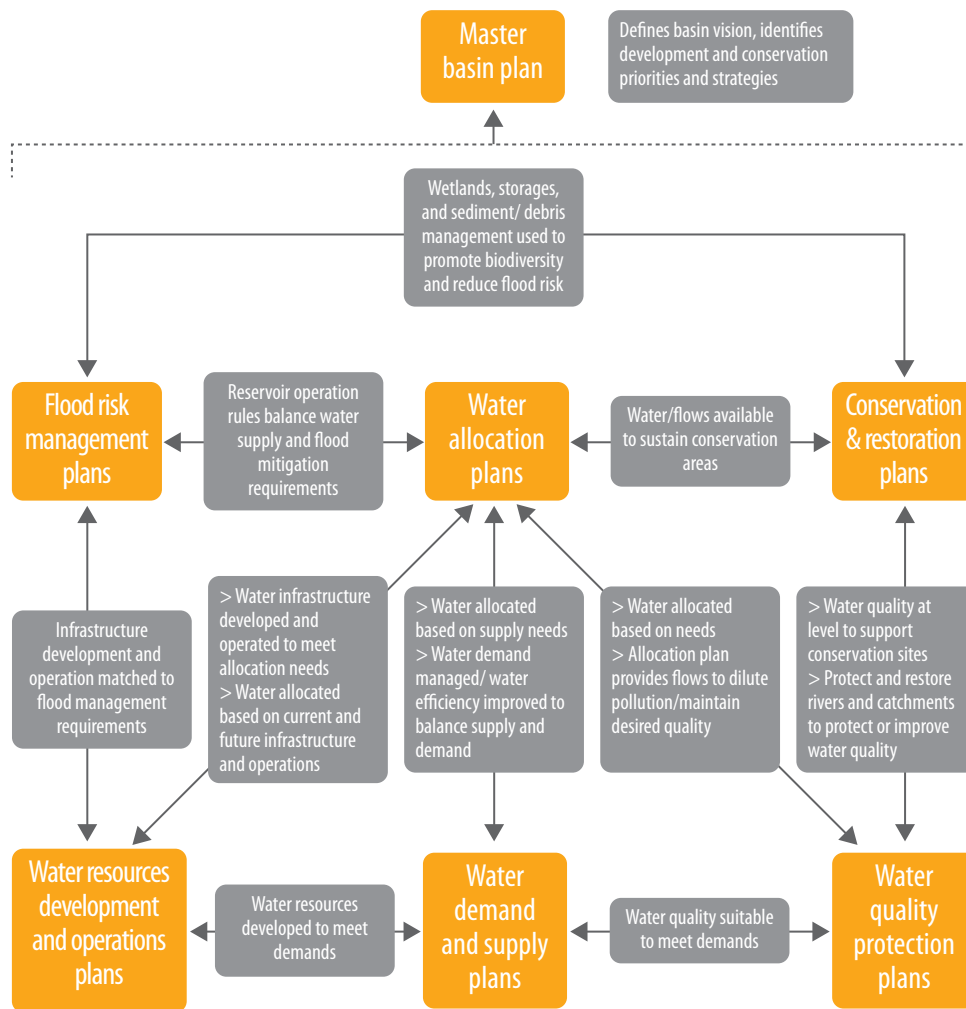 Master
basin plan
Defines basin vision, identifies
development and conservation
priorities and strategies
Wetlands, storages,
and sediment/ debris
management used to
promote biodiversity
and reduce flood risk
Flood risk
management
plans
Reservoir operation
rules balance water
supply and flood
mitigation
requirements
Water
allocation
plans
Water/flows available
to sustain conservation
areas
Conservation
& restoration
plans
Infrastructure
development and
operation matched to
flood management
requirements
> Water infrastructure
developed and
operated to meet
allocation needs
> Water allocated
based on current and
future infrastructure
and operations
> Water allocated
based on supply needs
> Water demand
managed/ water
efficiency improved to
balance supply and
demand
> Water allocated
based on needs
> Allocation plan
provides flows to dilute
pollution/maintain
desired quality
> Water quality at
level to support
conservation sites
> Protect and restore
rivers and catchments
to protect or improve
water quality
Water resources
development
and operations
plans
Water resources
developed to meet
demands
Water
demand
and supply
plans
Water quality suitable
to meet demands
Water
quality
protection
plans